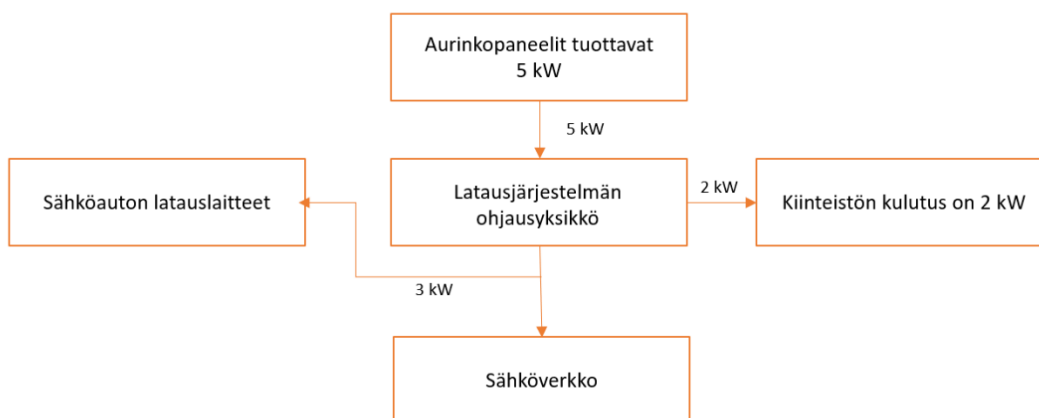 Aurinkopaneelit tuottavat
5 kW
5 kW
Sähköauton latauslaitteet
Latausjärjestelmän
ohjausyksikkö
2 kW
Kiinteistön kulutus on 2 kW
3 kW
Sähköverkko